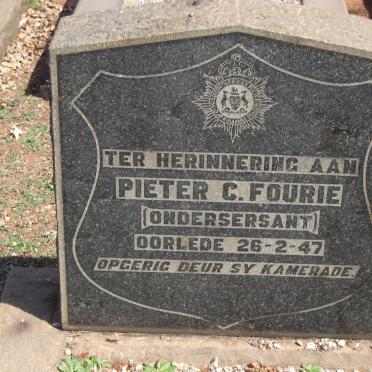 TER HERINNERING AAN
PIETER C. FOURIE
(ONDERSERSANT)
OORLEDE 26-2-47
OPGERIG DEUR SY KAMERADE.